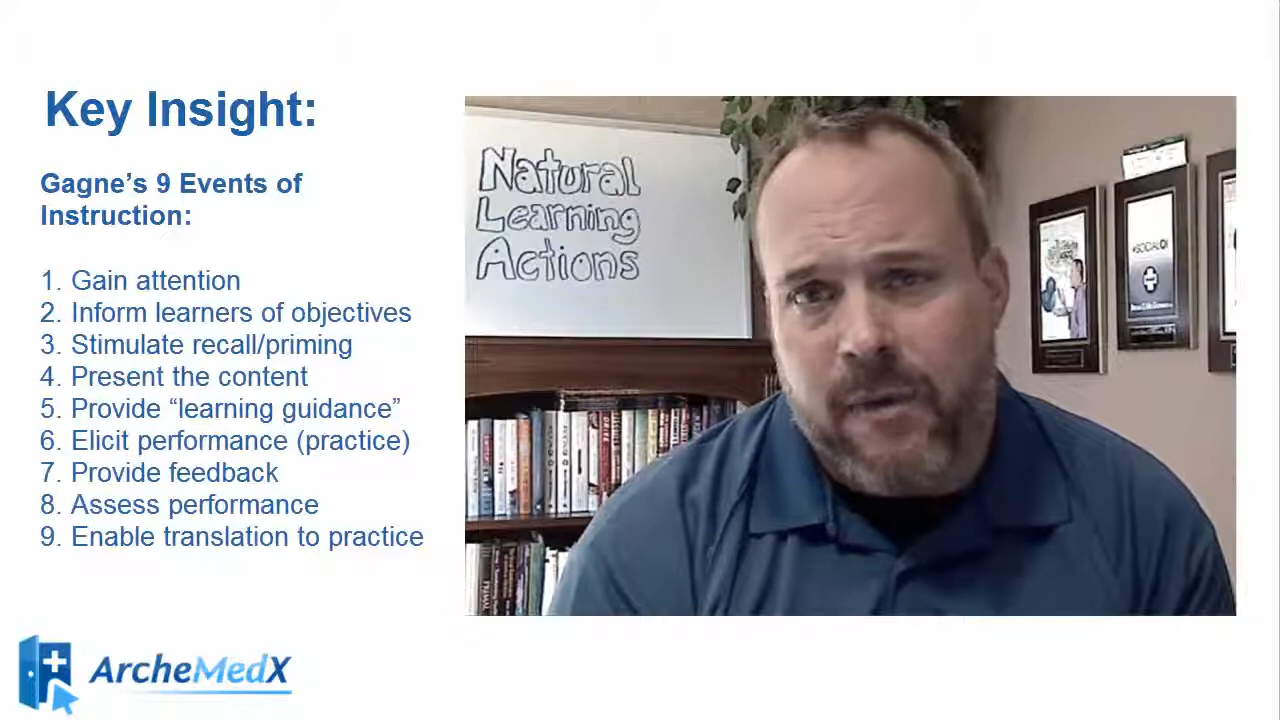 Key Insight:
Gagne’s 9 Events of
Instruction:
1. Gain attention
2. Inform learners of objectives
3. Stimulate recall/priming
4. Present the content
5. Provide “learning guidance”
6. Elicit performance (practice)
7. Provide feedback
8. Assess performance
9. Enable translation to practice
ArcheMedX
Natural
Learning
Actions
#SOCIALQI